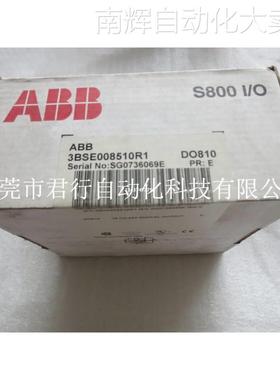 南辉自动化大卖
ABB
S800 I/O
ABB
3BSE008510R1 DO810
Serial No:SG0736069E PR: E
莞市君行自动化科技有限公